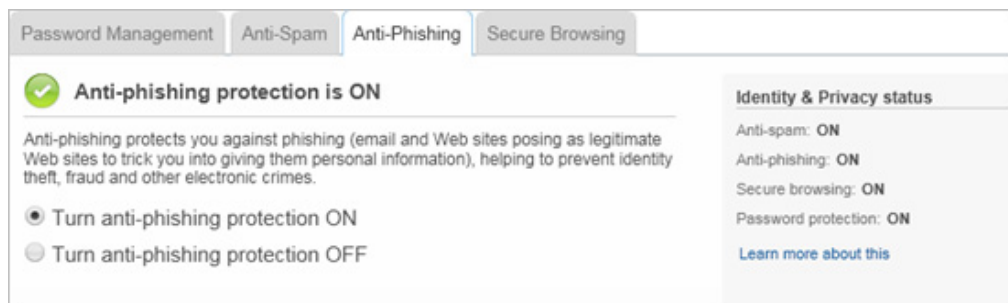 Password Management
Anti-Spam
Anti-Phishing
Secure Browsing
Anti-phishing protection is ON
Anti-phishing protects you against phishing (email and Web sites posing as legitimate
Web sites to trick you into giving them personal information), helping to prevent identity
theft, fraud and other electronic crimes.
Turn anti-phishing protection ON
Turn anti-phishing protection OFF
Identity & Privacy status
Anti-spam: ON
Anti-phishing: ON
Secure browsing: ON
Password protection: ON
Learn more about this